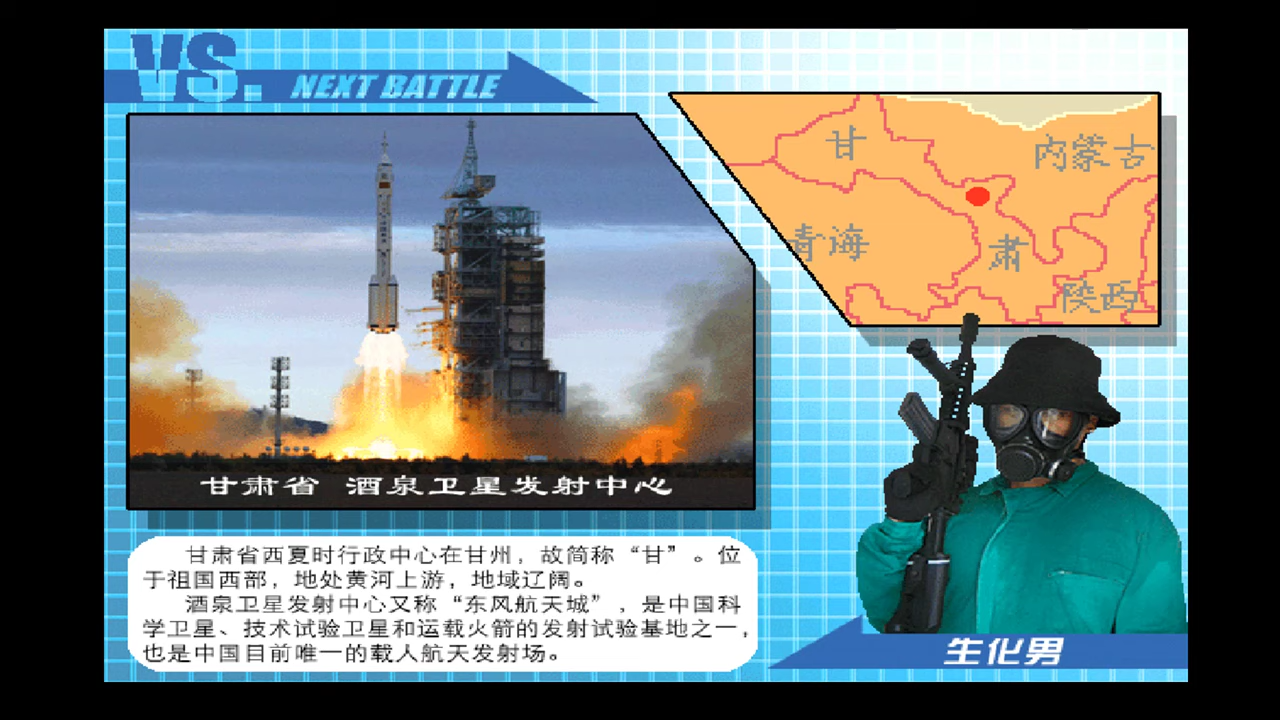 VS.
NEXT BATTLE
甘
内蒙古
青海
肃
陕西
甘肃省 酒泉卫星发射中心
甘肃省西夏时行政中心在甘州，故简称“甘”。位
于祖国西部，地处黄河上游，地域辽阔。
酒泉卫星发射中心又称“东风航天城”，是中国科
学卫星、技术试验卫星和运载火箭的发射试验基地之一，
也是中国目前唯一的载人航天发射场。
生化男